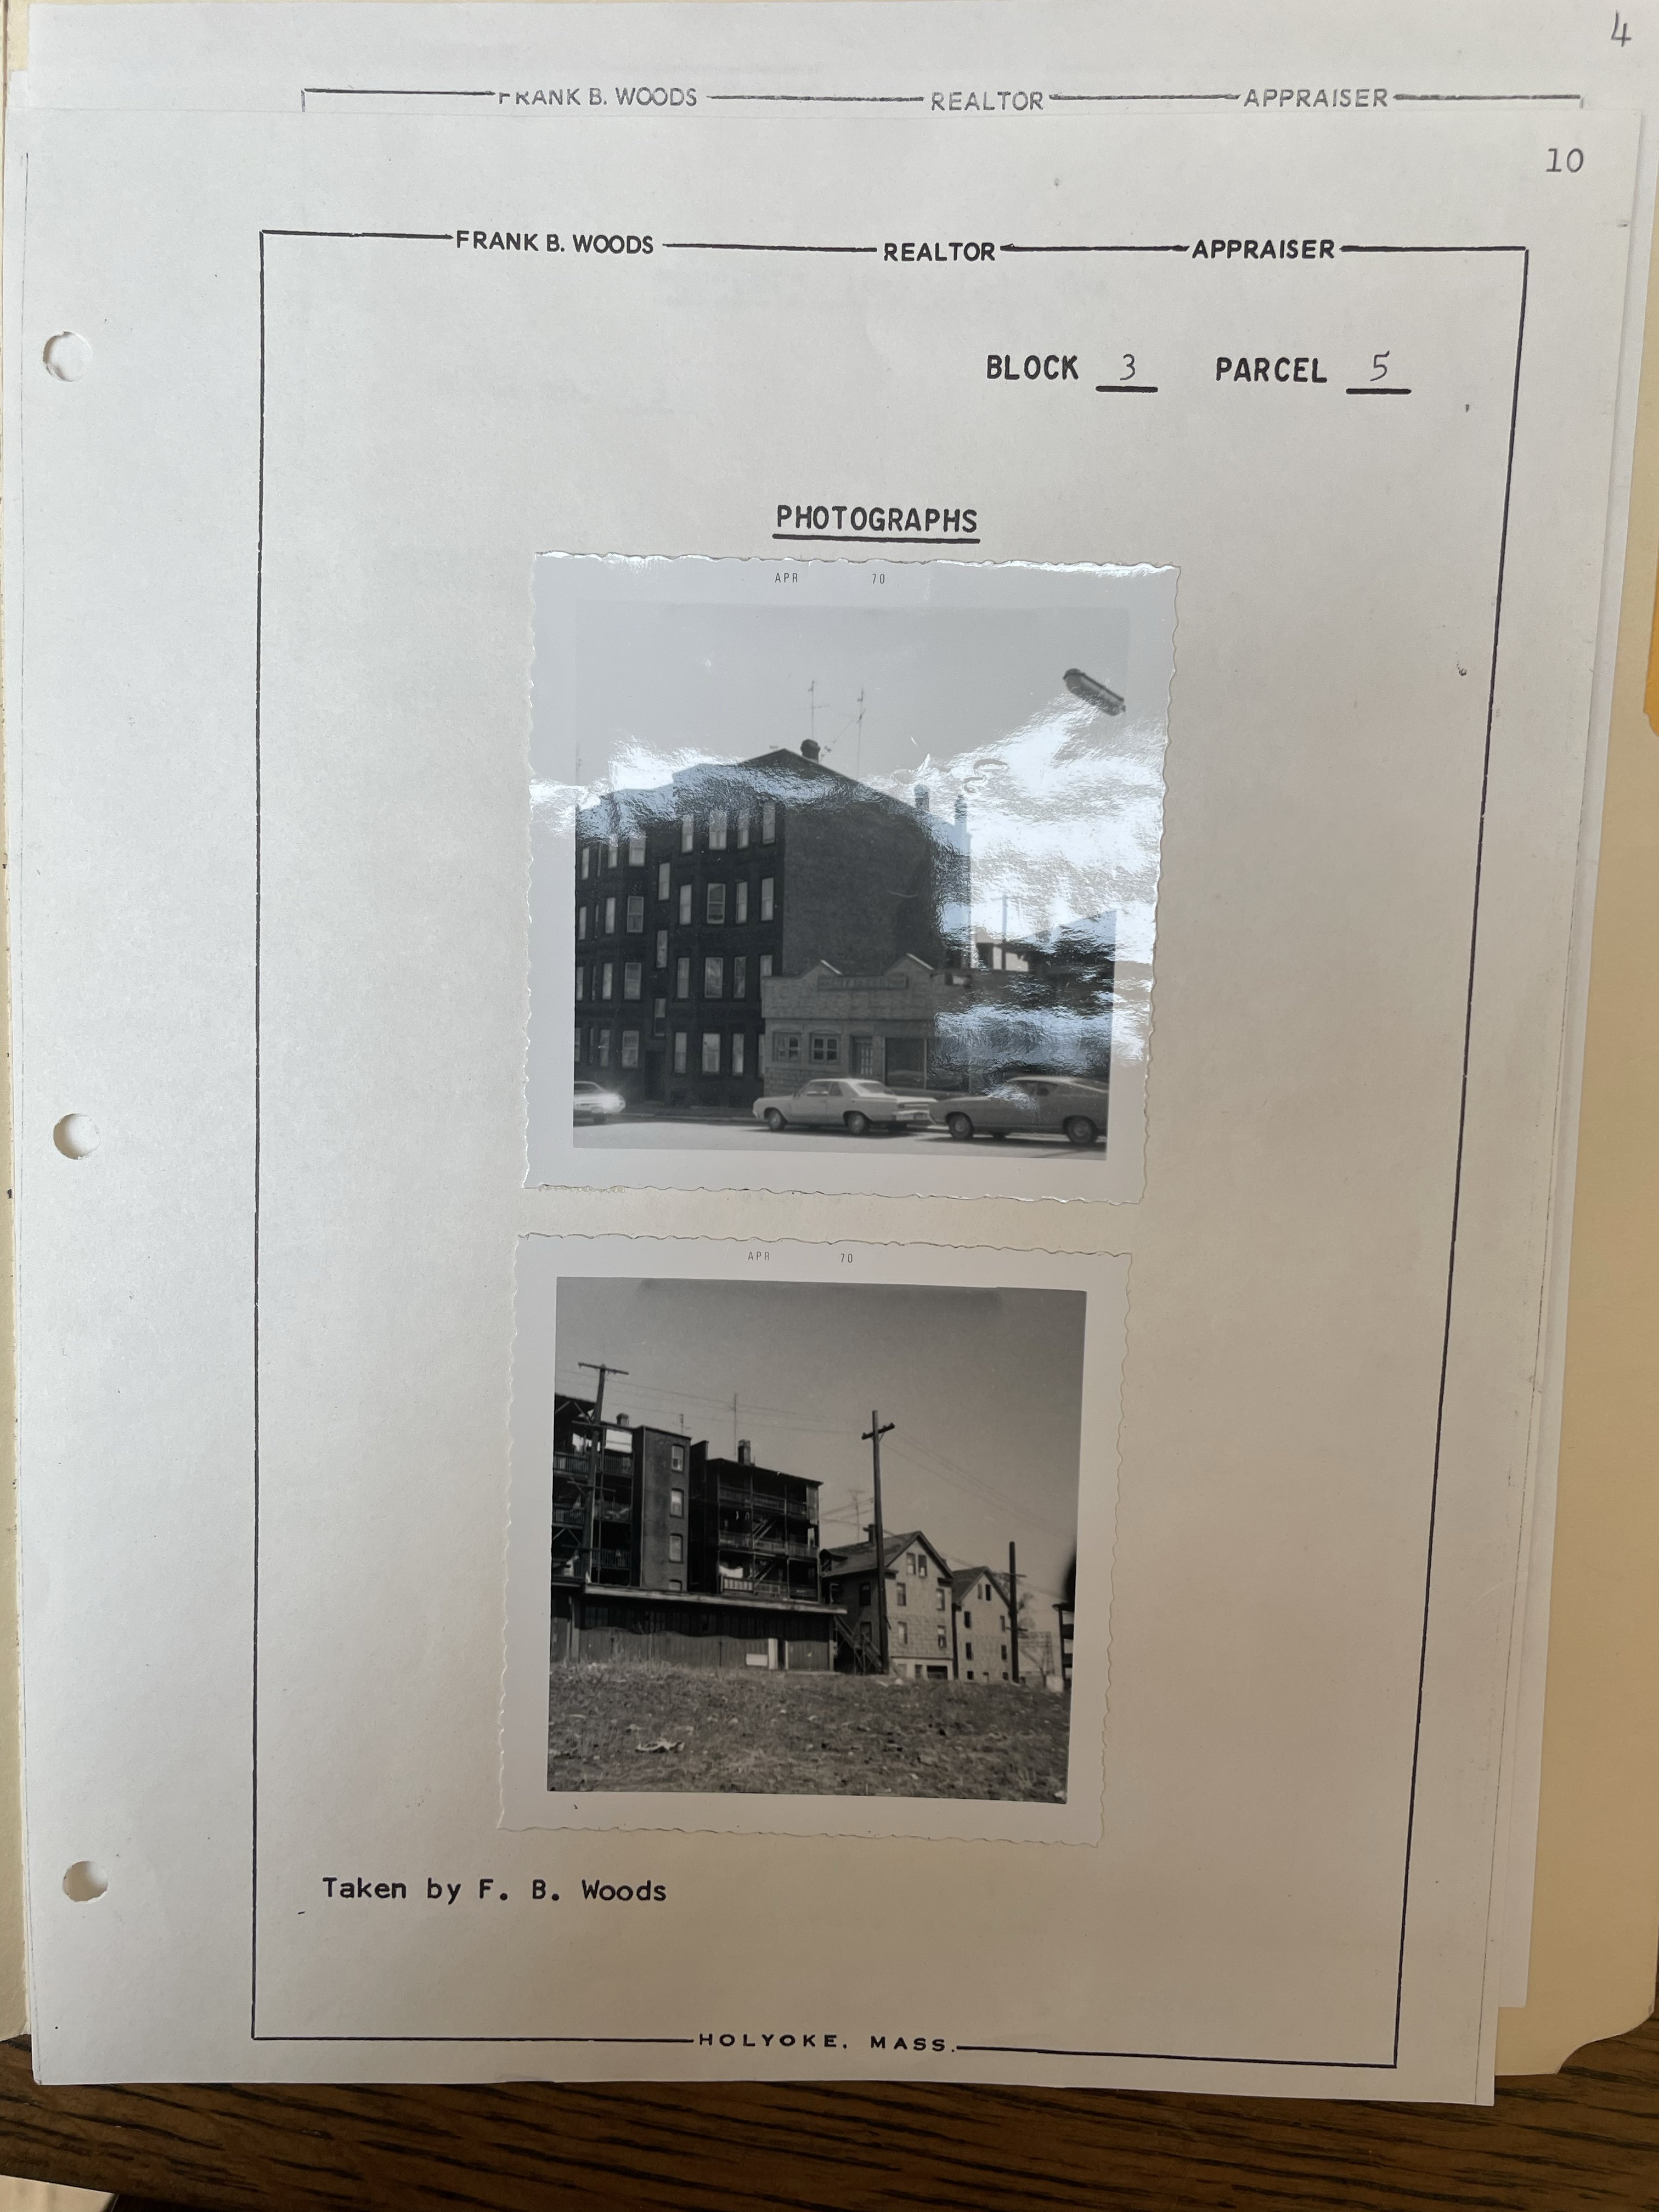 4
FRANK B. WOODS REALTOR APPRAISER
10
FRANK B. WOODS REALTOR APPRAISER
BLOCK 3 PARCEL 5
PHOTOGRAPHS
APR 70
APR 70
Taken by F. B. Woods
HOLYOKE, MASS.